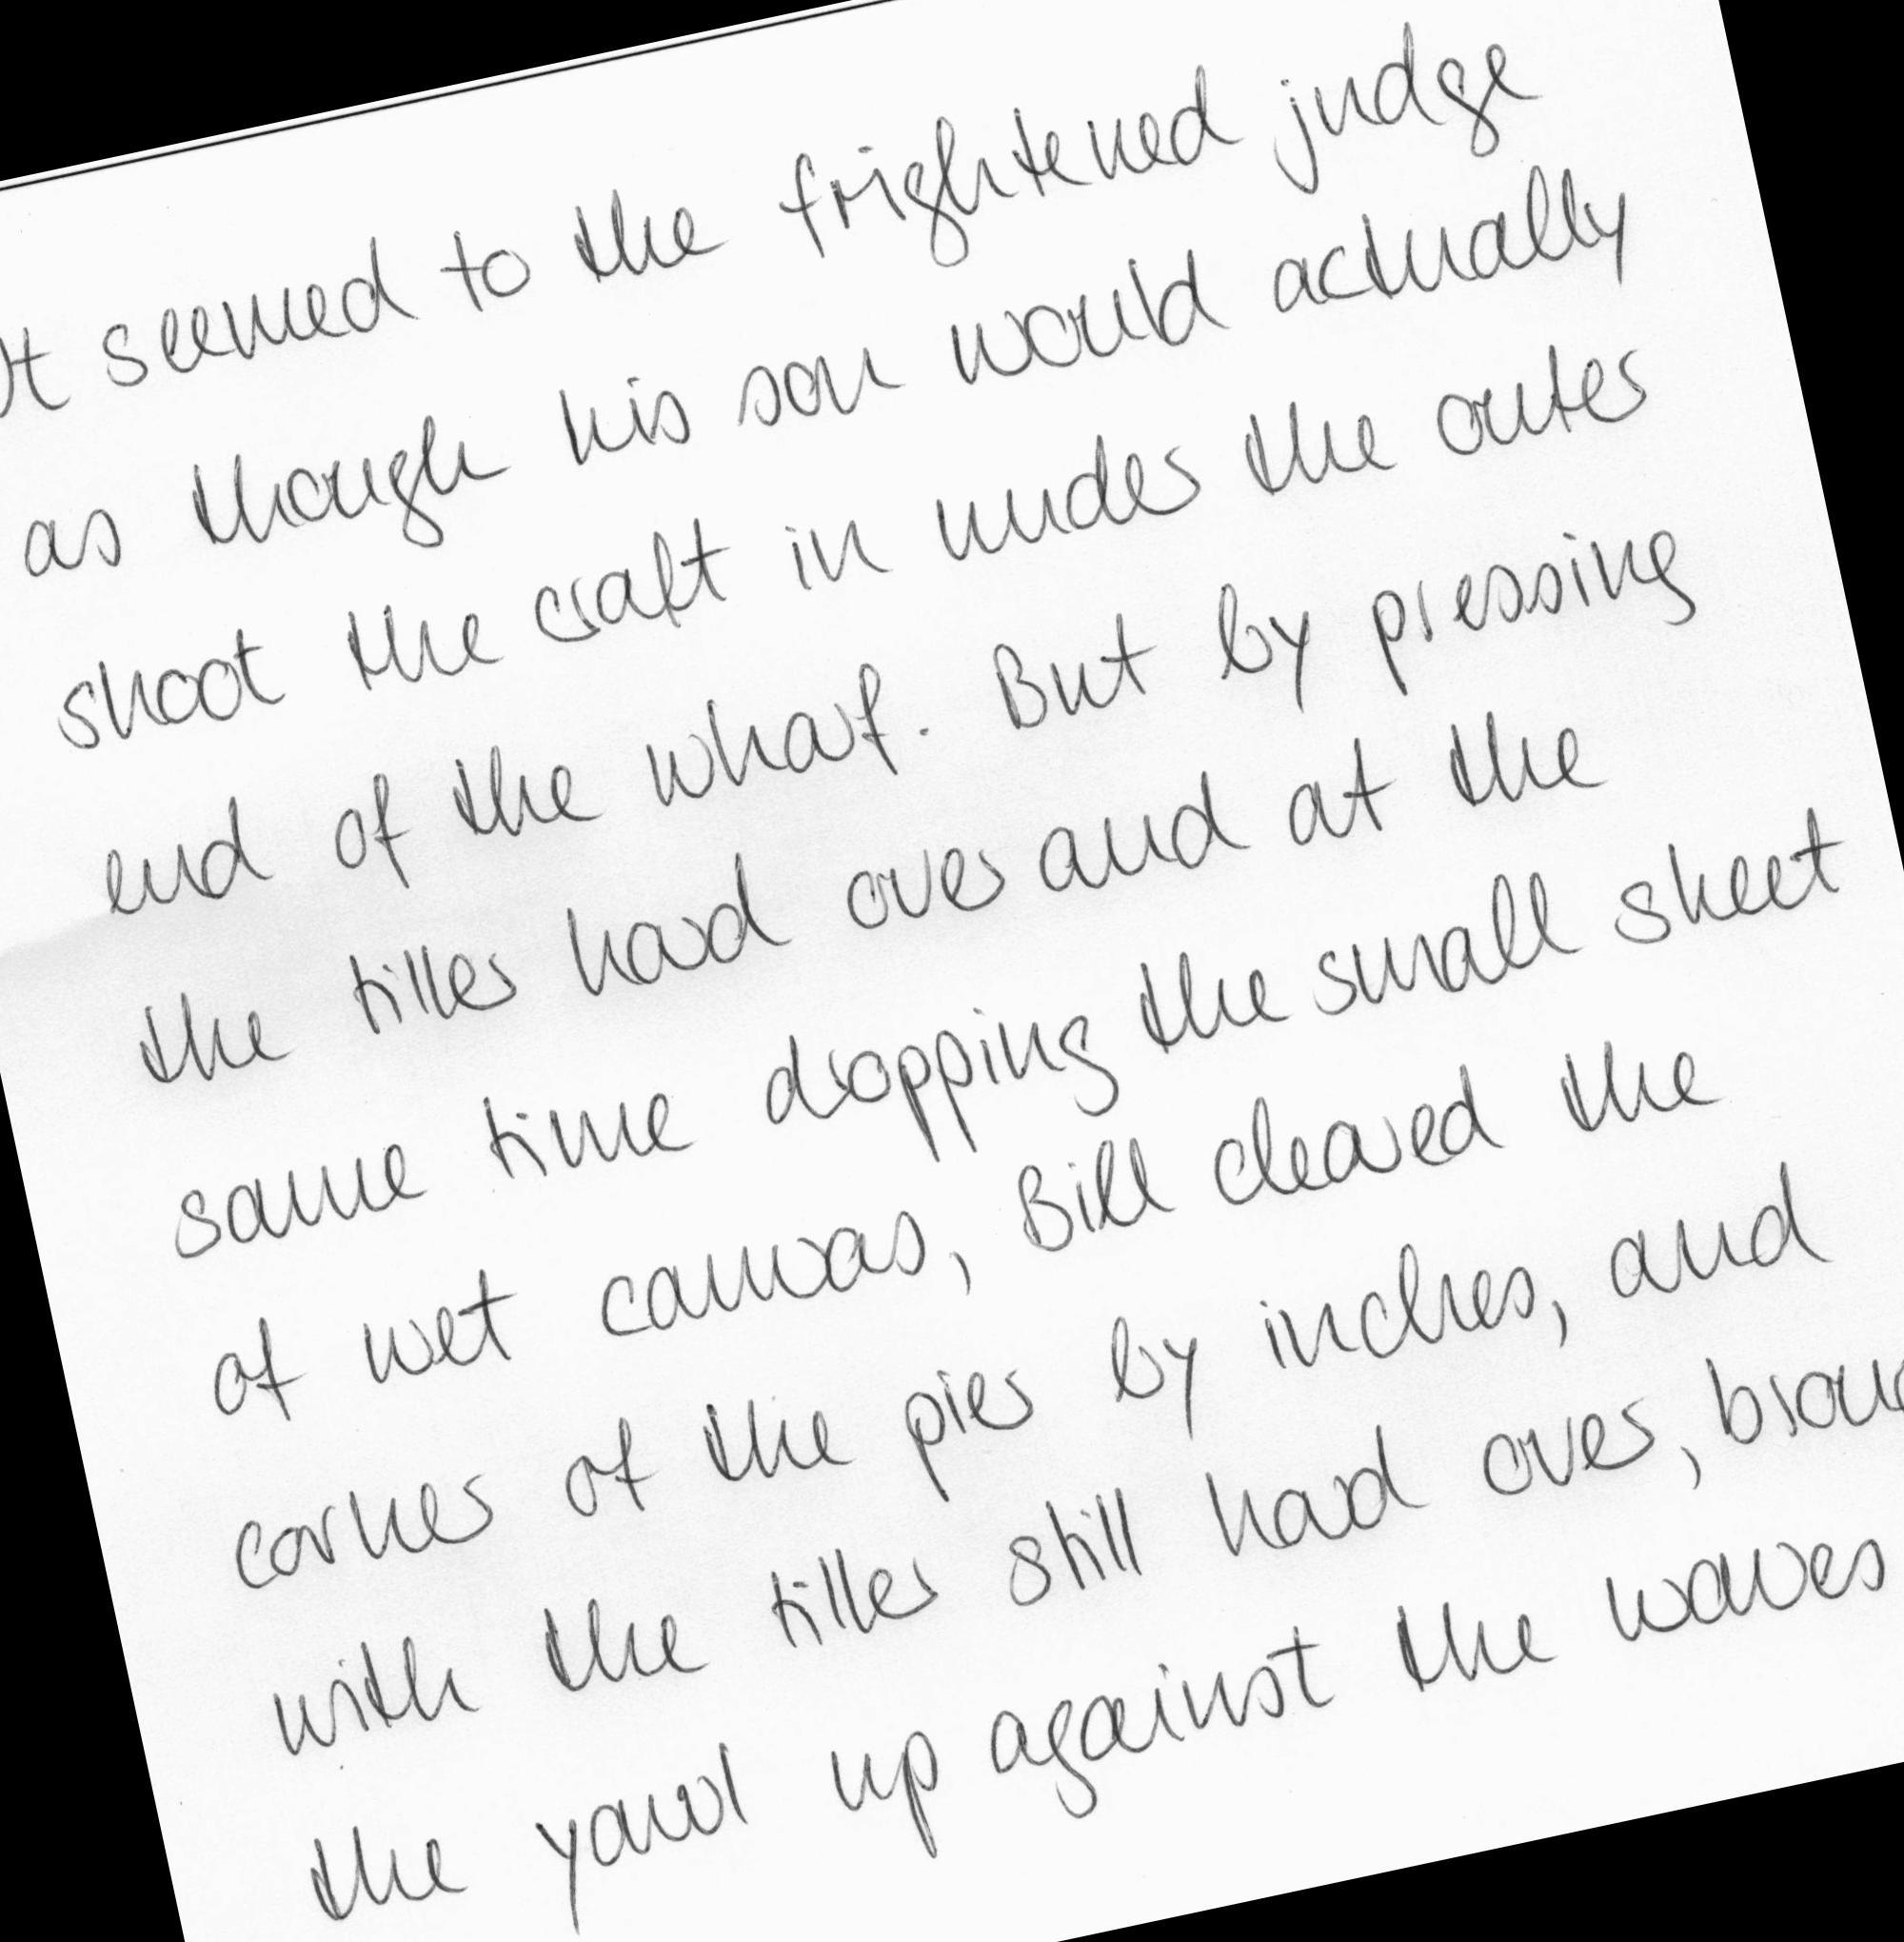 It seemed to the frightened judge
as though his son would actually
shoot the craft in under the outer
end of the wharf. But by pressing
the tiller hard over and at the
same time dropping the small sheet
of wet canvas, Bill cleared the
corner of the pier by inches, and
with the tiller still hard over,
the yawl up against the waves